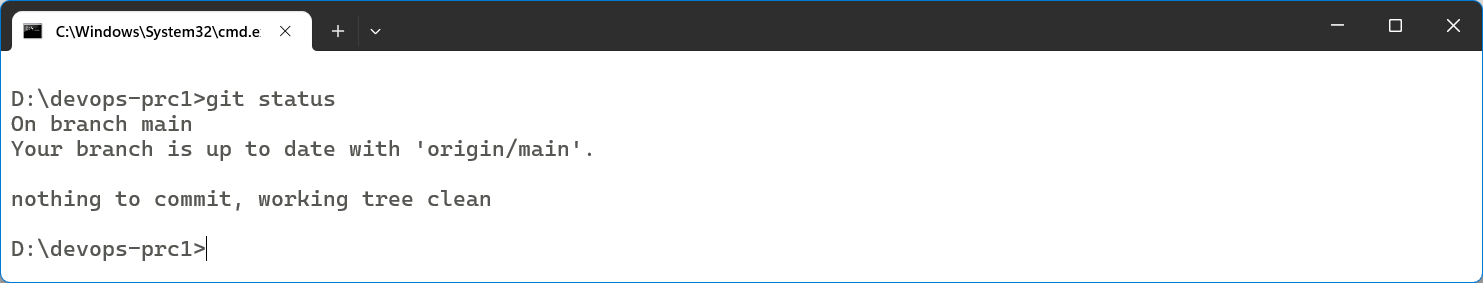 C:\Windows\System32\cmd.e
D:\devops-prc1>git status
On branch main
Your branch is up to date with 'origin/main'.
nothing to commit, working tree clean
D:\devops-prc1>